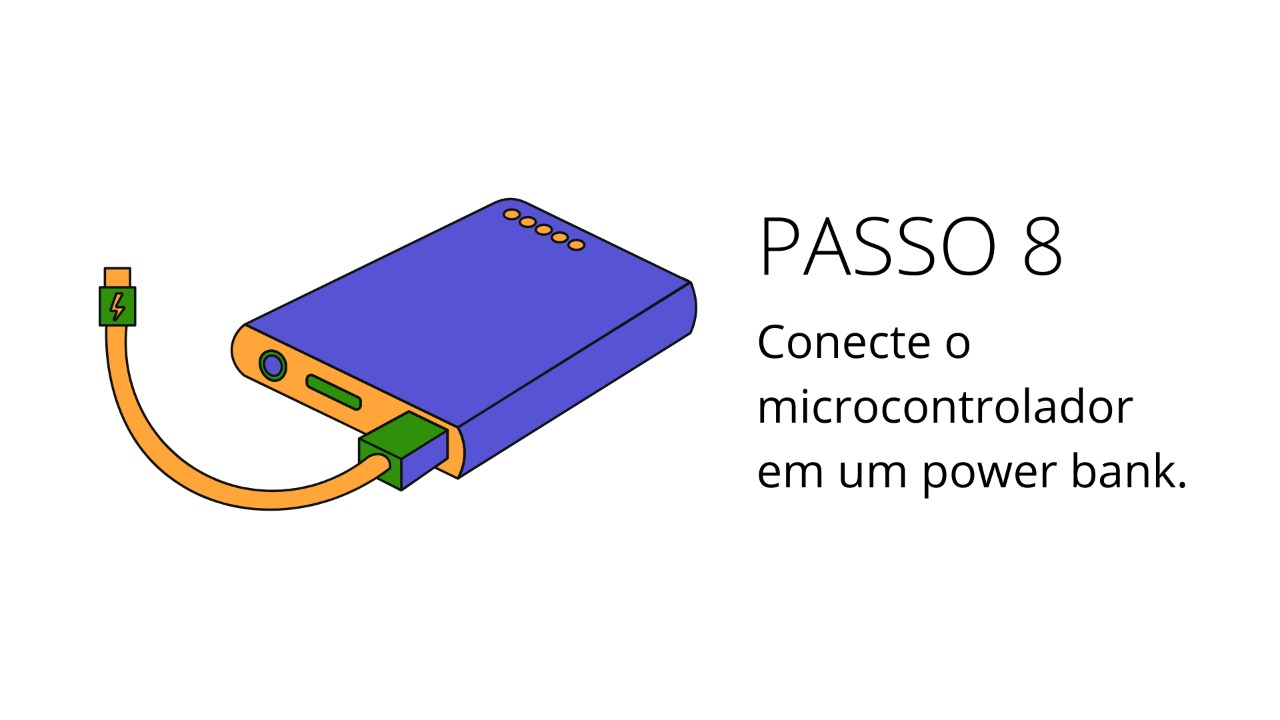 PASSO 8
Conecte o
microcontrolador
em um power bank.